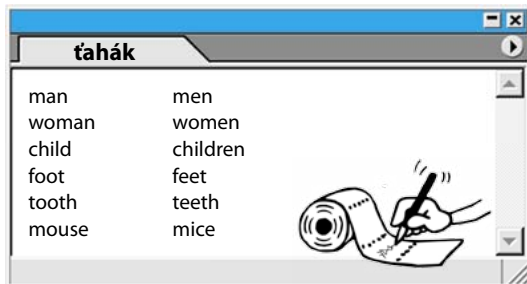 ťahák
man men
woman women
child children
foot feet
tooth teeth
mouse mice